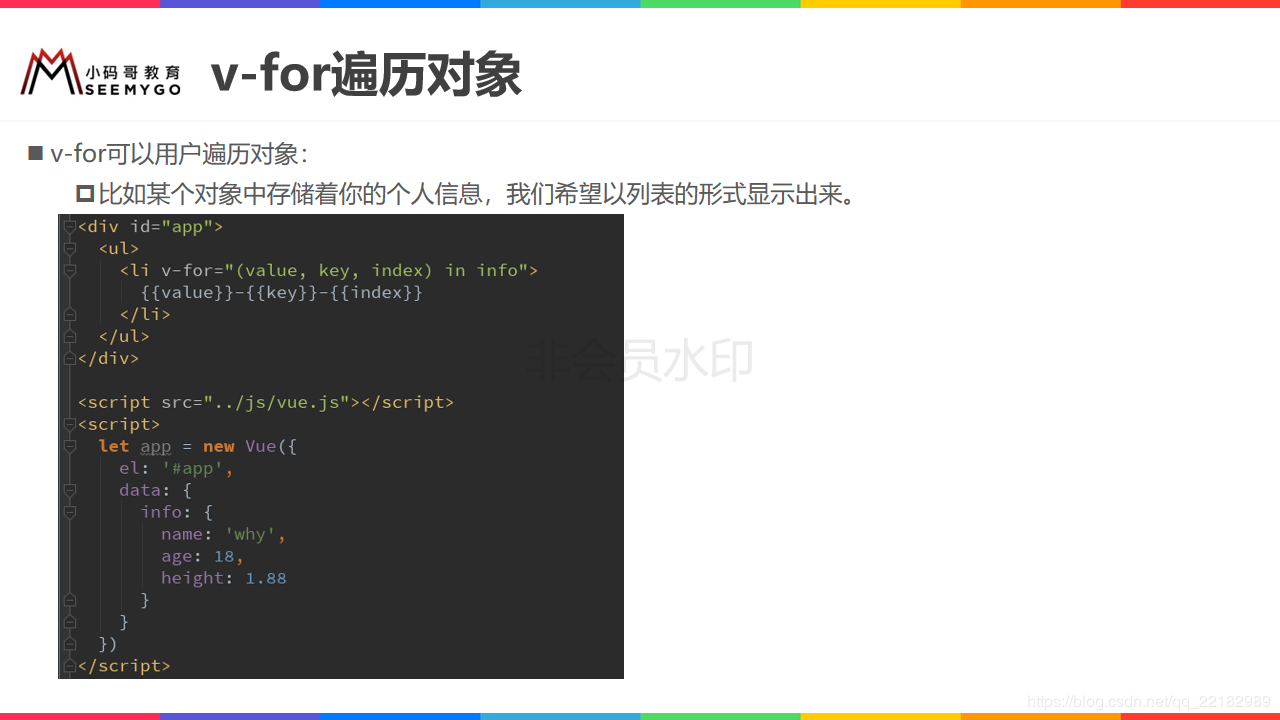 小码哥教育
SEEMYGO
v-for遍历对象
v-for可以用户遍历对象：
比如某个对象中存储着你的个人信息，我们希望以列表的形式显示出来。
<div id="app">
<ul>
<li v-for="(value, key, index) in info">
{{value}}-{{key}}-{{index}}
</li>
</ul>
</div>
非会员水印
<script src="../js/vue.js"></script>
<script>
let app = new Vue({
el: '#app',
data: {
info: {
name: 'why',
age: 18,
height: 1.88
}
}
})
</script>
https://blog.csdn.net/qq_22182989